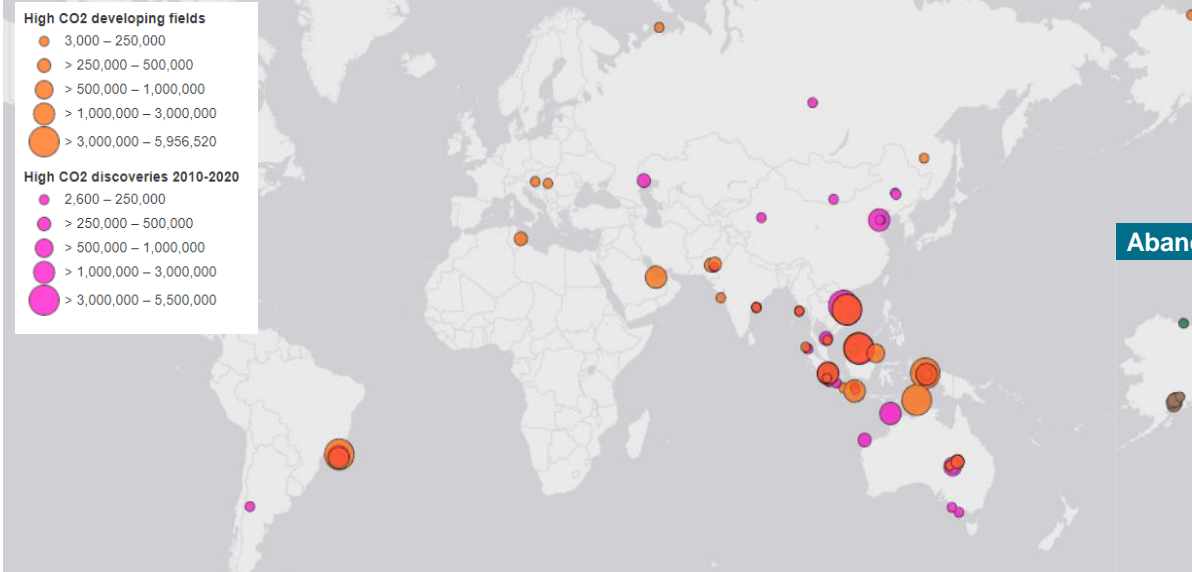 High CO2 developing fields
3,000 – 250,000
> 250,000 – 500,000
> 500,000 – 1,000,000
> 1,000,000 – 3,000,000
> 3,000,000 – 5,956,520
High CO2 discoveries 2010-2020
2,600 – 250,000
> 250,000 – 500,000
> 500,000 – 1,000,000
> 1,000,000 – 3,000,000
> 3,000,000 – 5,500,000
Aband